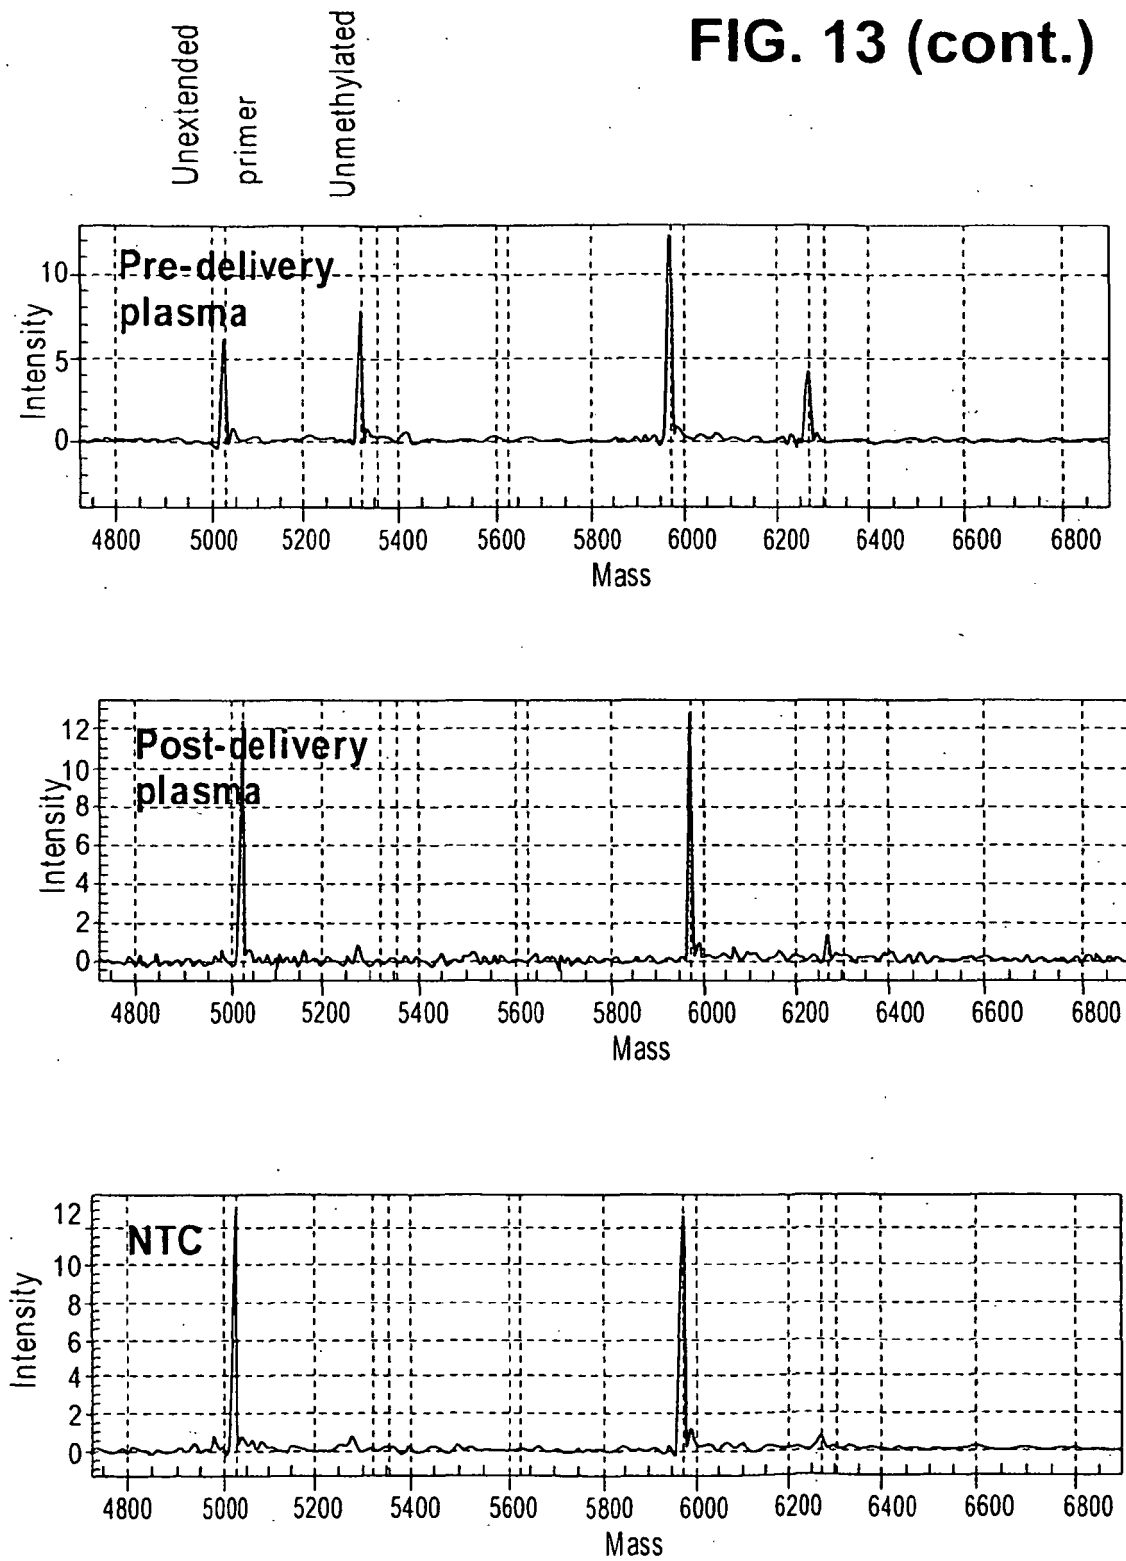 FIG. 13 (cont.)
Unextended
primer
Unmethylated
Pre-delivery
plasma
Intensity
10
5
0
4800 5000 5200 5400 5600 5800 6000 6200 6400 6600 6800
Mass
Post-delivery
plasma
Intensity
12
10
8
6
4
2
0
4800 5000 5200 5400 5600 5800 6000 6200 6400 6600 6800
Mass
NTC
Intensity
12
10
8
6
4
2
0
4800 5000 5200 5400 5600 5800 6000 6200 6400 6600 6800
Mass